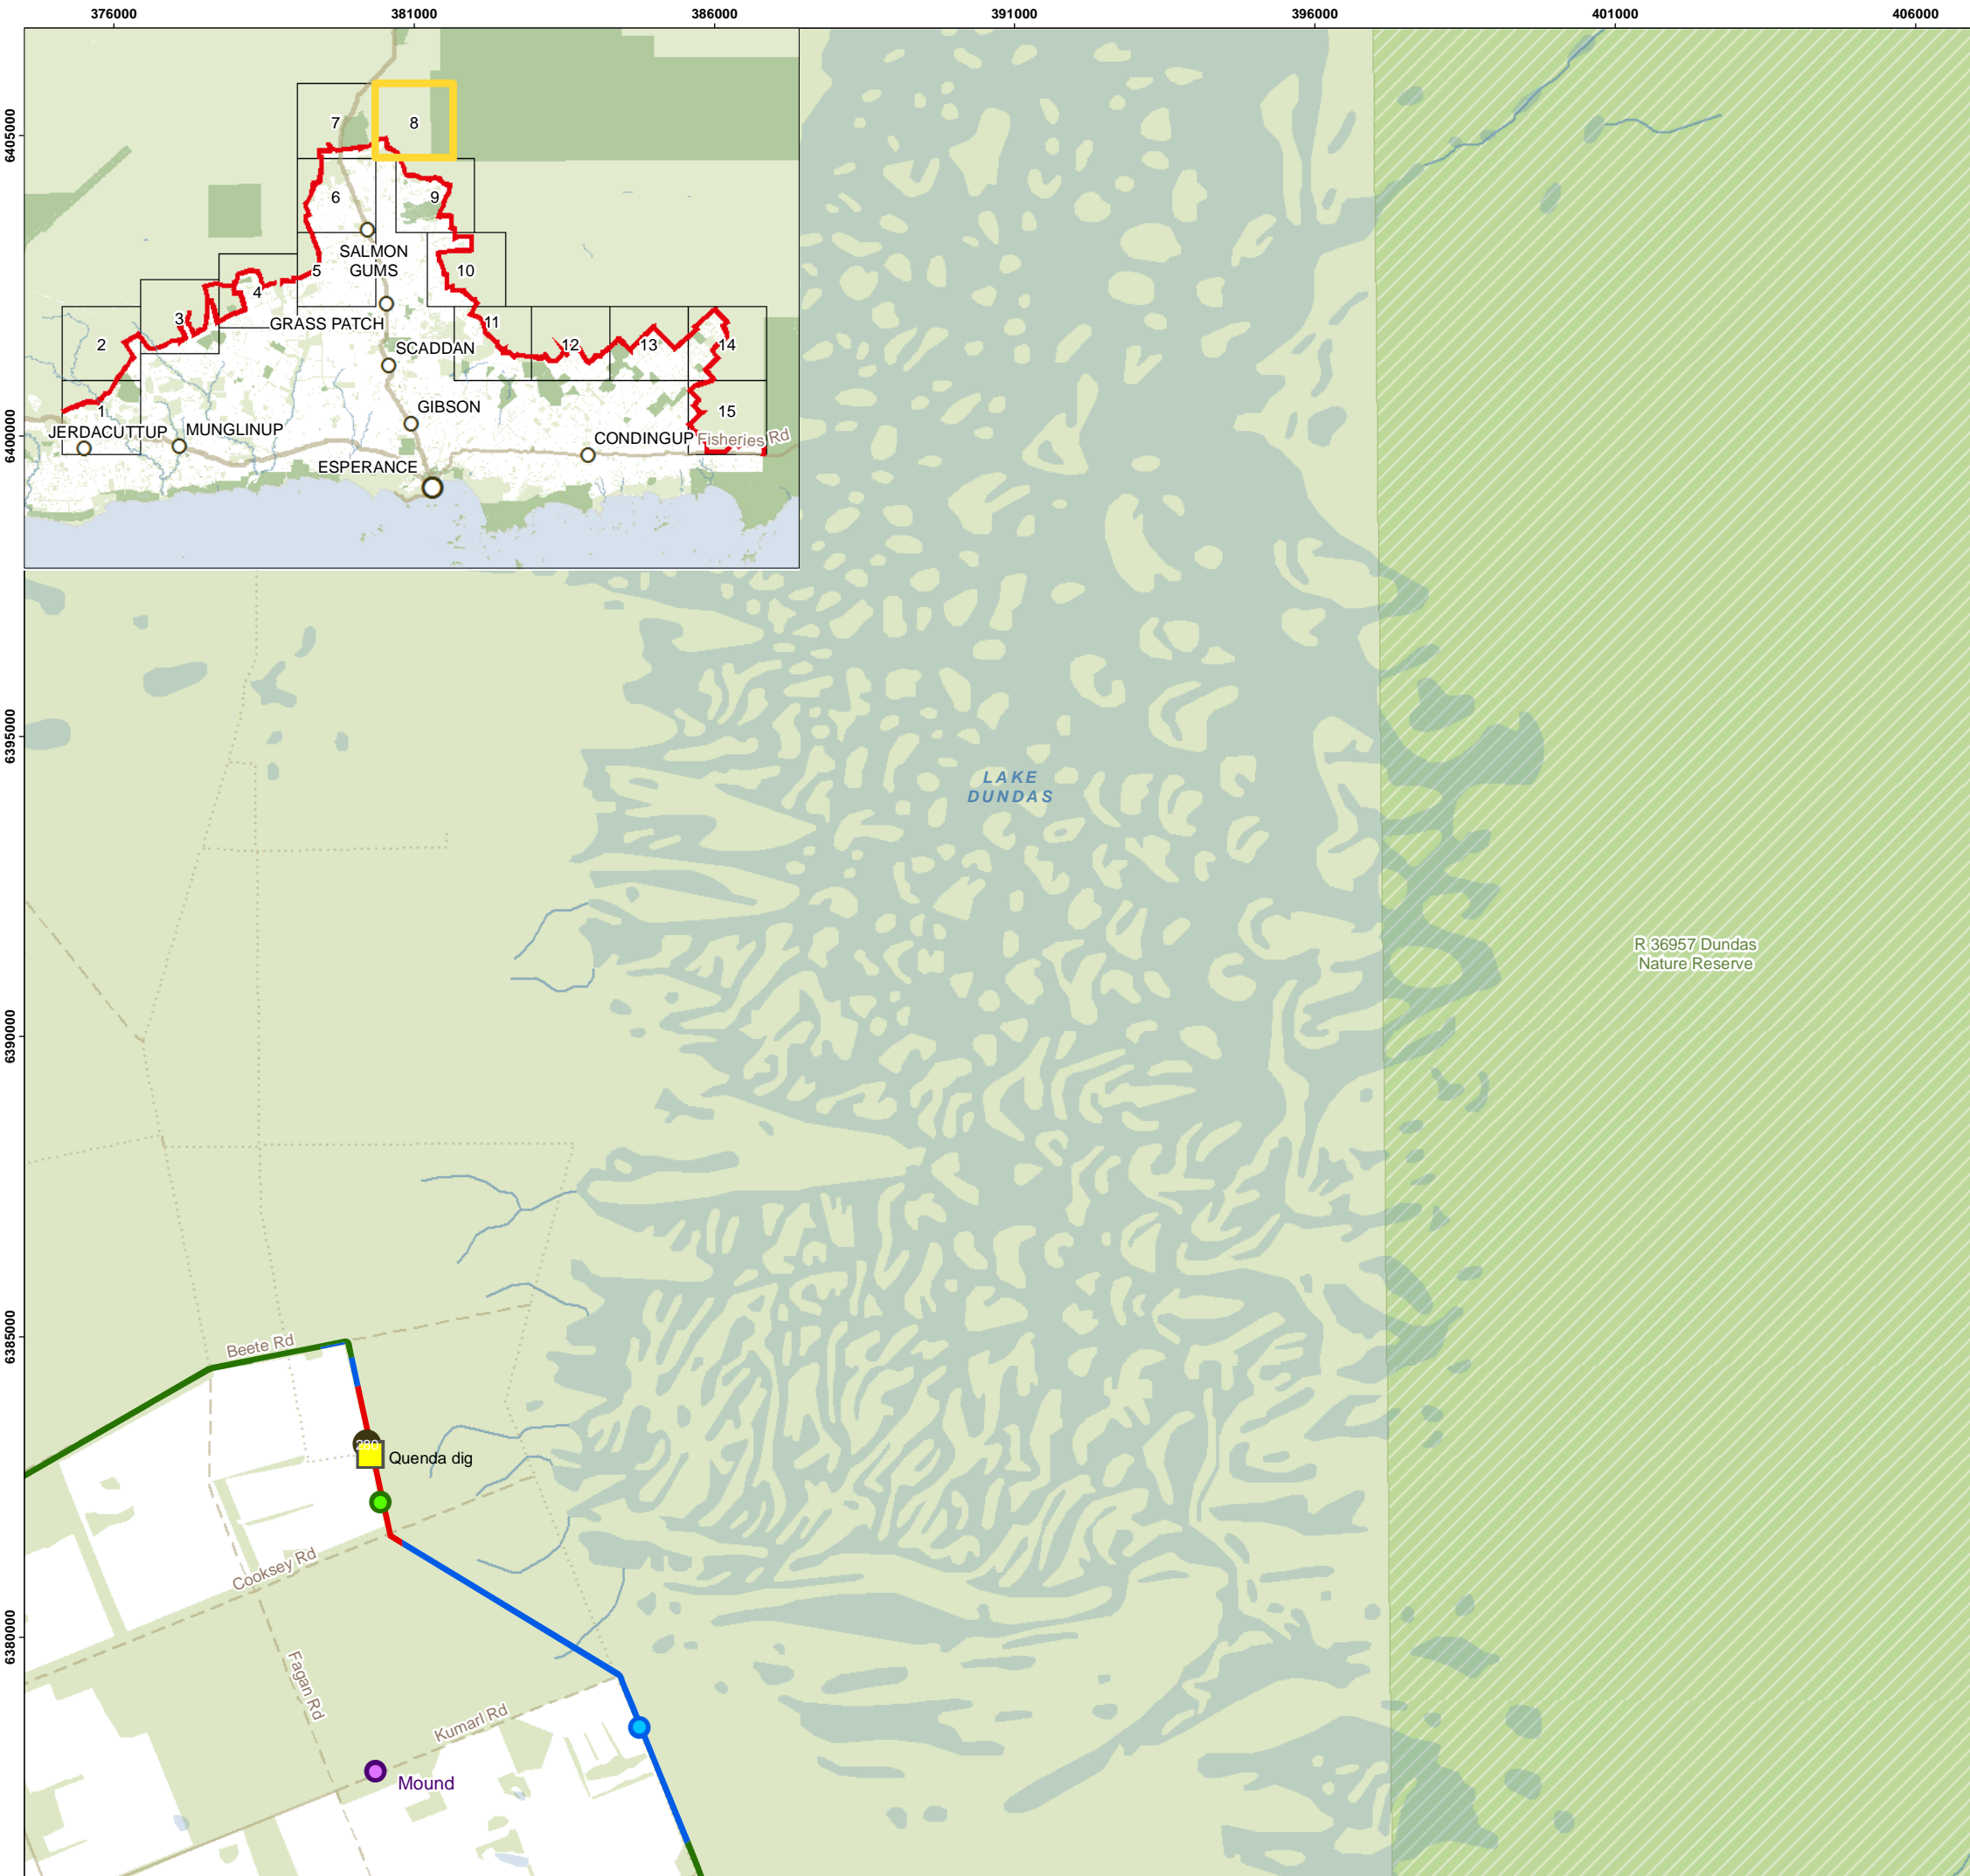 376000
381000
386000
391000
396000
401000
406000
6405000
6400000
6395000
6390000
6385000
6380000
7
8
6
9
SALMON
GUMS
5
10
4
3
GRASS PATCH
11
2
SCADDAN
12
13
14
1
GIBSON
15
JERDACUTTUP
MUNGLINUP
CONDINGUP
Fisheries Rd
ESPERANCE
LAKE
DUNDAS
R 36957 Dundas
Nature Reserve
Beete Rd
280
Quenda dig
Cooksey Rd
Fagan Rd
Kumarl Rd
Mound